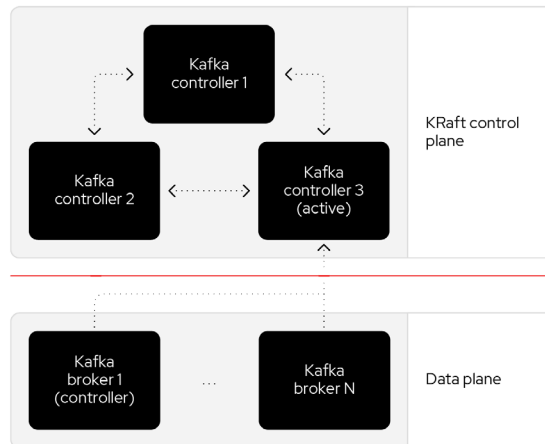 Kafka
controller 1
KRaft control
plane
Kafka
controller 2
Kafka
controller 3
(active)
Kafka
broker 1
(controller)
...
Kafka
broker N
Data plane